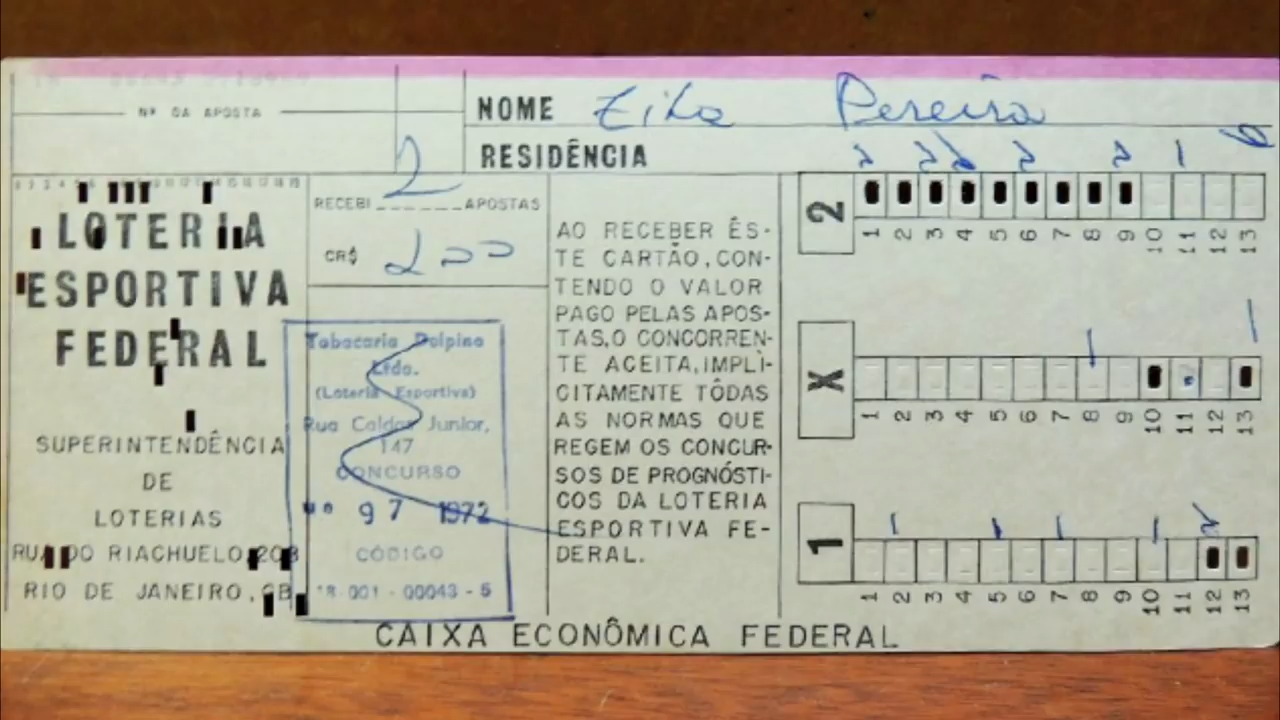 Nº DA APOSTA
NOME Zila Pereira
RESIDÊNCIA
2
RECEBI ______ APOSTAS
CR$ 200
LOTERIA
ESPORTIVA
FEDERAL
SUPERINTENDÊNCIA
DE
LOTERIAS
RUA DO RIACHUELO, 208
RIO DE JANEIRO, GB
Tabacaria Dolpino
Ltda.
(Loteria Esportiva)
Rua Caldas Junior,
147
CONCURSO
Nº 97 1972
CÓDIGO
18-001-00043-5
AO RECEBER ÊS-
TE CARTÃO, CON-
TENDO O VALOR
PAGO PELAS APOS-
TAS, O CONCORREN-
TE ACEITA, IMPLÌ-
CITAMENTE TÔDAS
AS NORMAS QUE
REGEM OS CONCUR-
SOS DE PROGNÓSTI-
COS DA LOTERIA
ESPORTIVA FE-
DERAL.
2
1 2 3 4 5 6 7 8 9 10 11 12 13
X
1 2 3 4 5 6 7 8 9 10 11 12 13
1
1 2 3 4 5 6 7 8 9 10 11 12 13
CAIXA ECONÔMICA FEDERAL